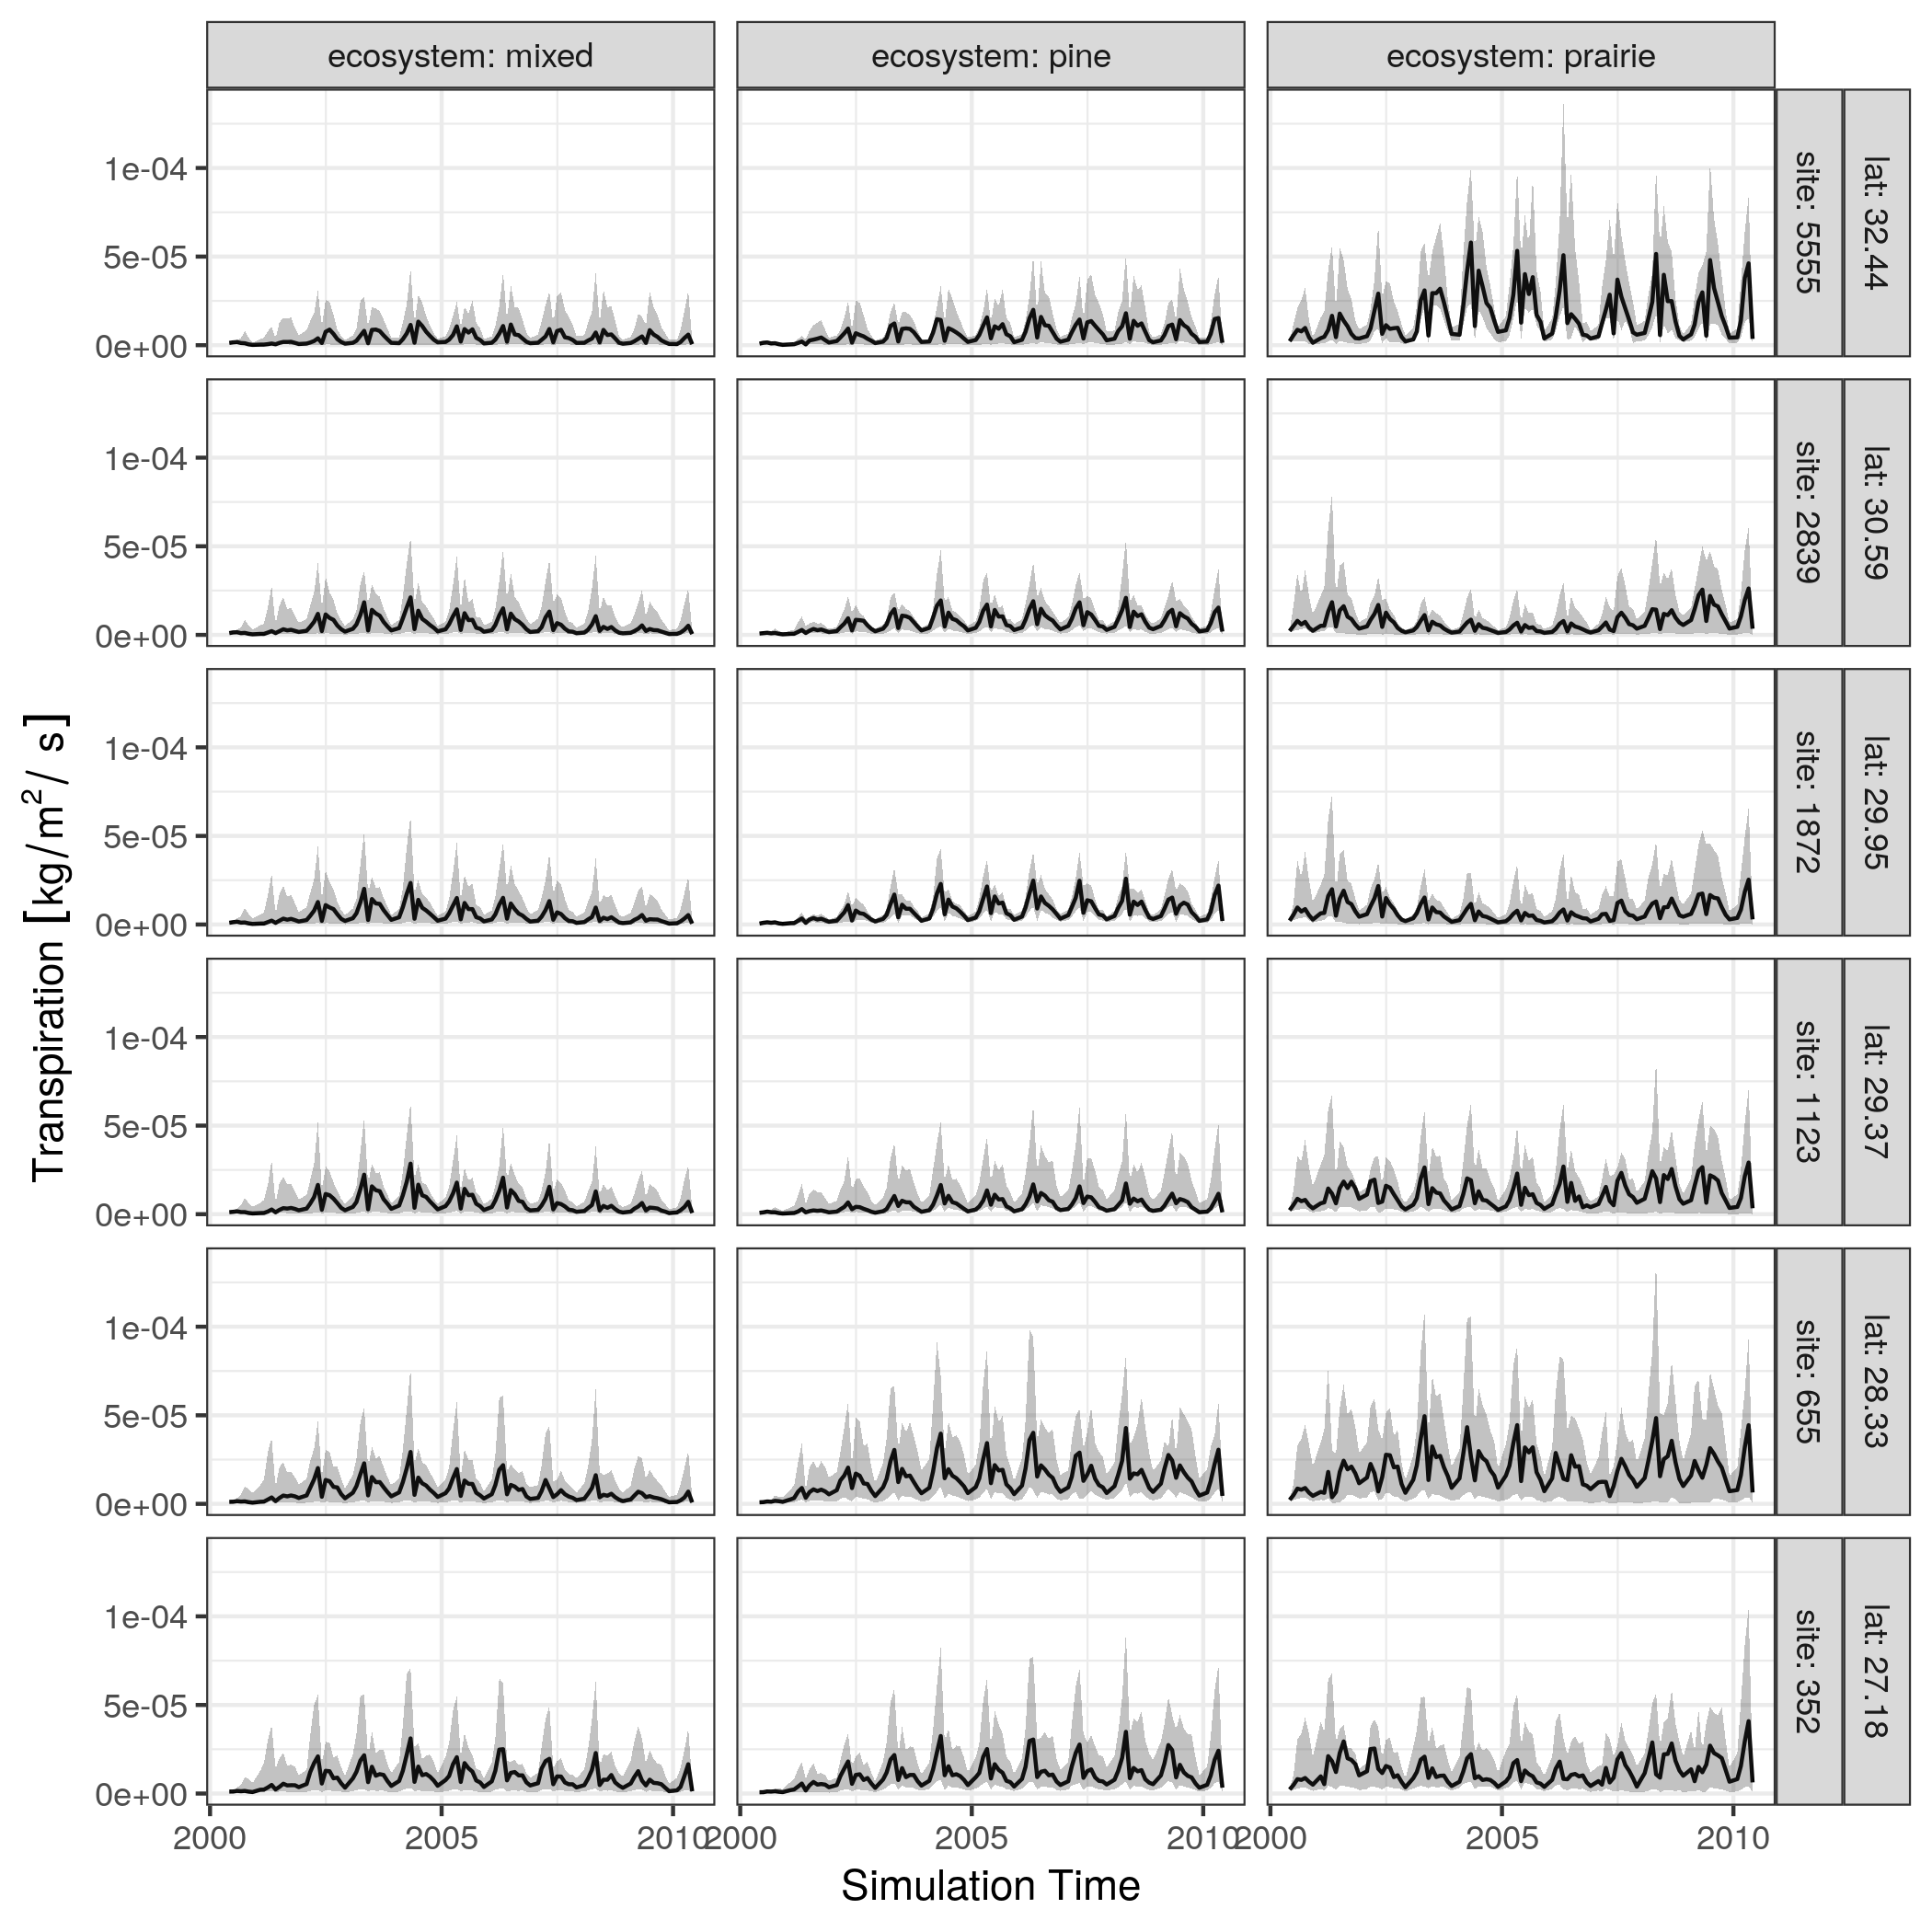 ecosystem: mixed
ecosystem: pine
ecosystem: prairie
1e-04
5e-05
0e+00
site: 5555
lat: 32.44
1e-04
5e-05
0e+00
site: 2839
lat: 30.59
1e-04
5e-05
0e+00
site: 1872
lat: 29.95
1e-04
5e-05
0e+00
site: 1123
lat: 29.37
1e-04
5e-05
0e+00
site: 655
lat: 28.33
1e-04
5e-05
0e+00
site: 352
lat: 27.18
Transpiration [kg/m²/ s]
2000 2005 2010
2000 2005 2010
2000 2005 2010
Simulation Time